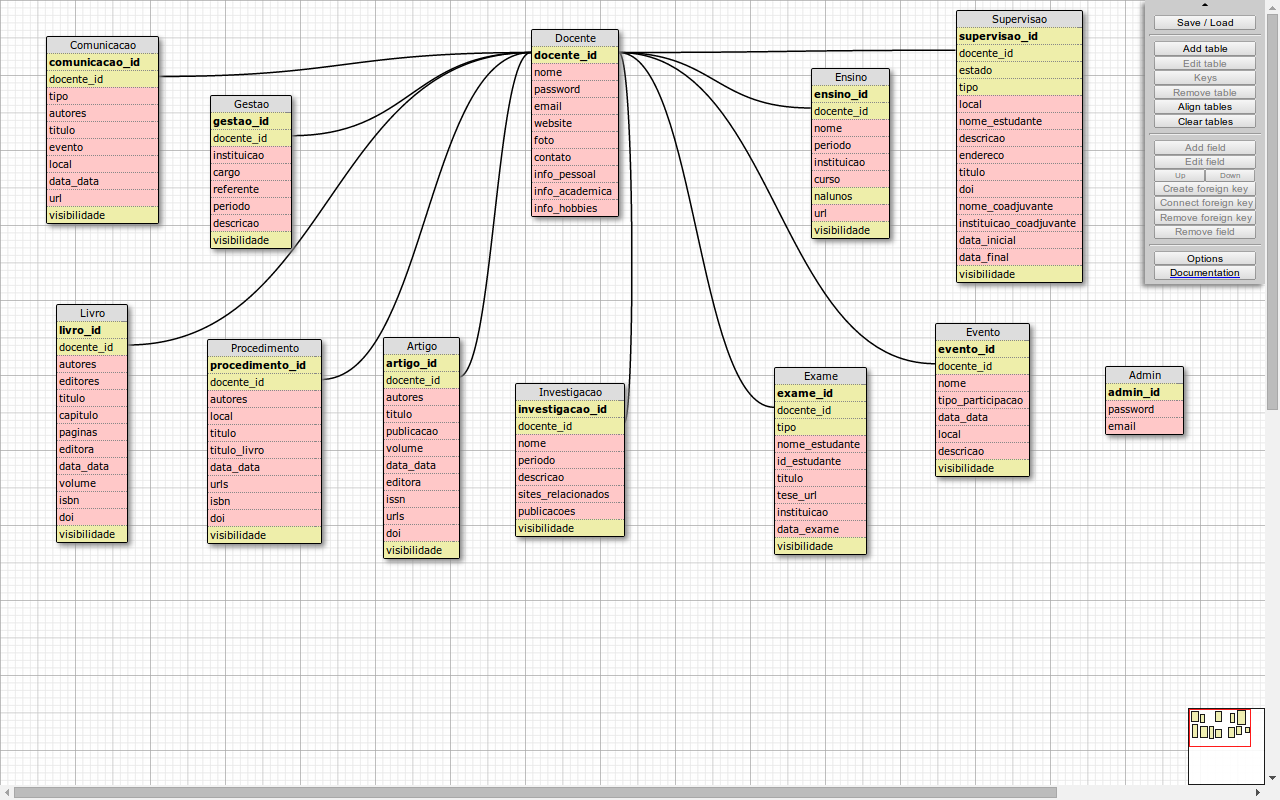 Comunicacao
comunicacao_id
docente_id
tipo
autores
titulo
evento
local
data_data
url
visibilidade
Gestao
gestao_id
docente_id
instituicao
cargo
referente
periodo
descricao
visibilidade
Docente
docente_id
nome
password
email
website
foto
contato
info_pessoal
info_academica
info_hobbies
Ensino
ensino_id
docente_id
nome
periodo
instituicao
curso
nalunos
url
visibilidade
Supervisao
supervisao_id
docente_id
estado
tipo
local
nome_estudante
descricao
endereco
titulo
doi
nome_coadjuvante
instituicao_coadjuvante
data_inicial
data_final
visibilidade
Save / Load
Add table
Edit table
Keys
Remove table
Align tables
Clear tables
Add field
Edit field
Up Down
Create foreign key
Connect foreign key
Remove foreign key
Remove field
Options
Documentation
Livro
livro_id
docente_id
autores
editores
titulo
capitulo
paginas
editora
data_data
volume
isbn
doi
visibilidade
Procedimento
procedimento_id
docente_id
autores
local
titulo
titulo_livro
data_data
urls
isbn
doi
visibilidade
Artigo
artigo_id
docente_id
autores
titulo
publicacao
volume
data_data
editora
issn
urls
doi
visibilidade
Investigacao
investigacao_id
docente_id
nome
periodo
descricao
sites_relacionados
publicacoes
visibilidade
Exame
exame_id
docente_id
tipo
nome_estudante
id_estudante
titulo
tese_url
instituicao
data_exame
visibilidade
Evento
evento_id
docente_id
nome
tipo_participacao
data_data
local
descricao
visibilidade
Admin
admin_id
password
email